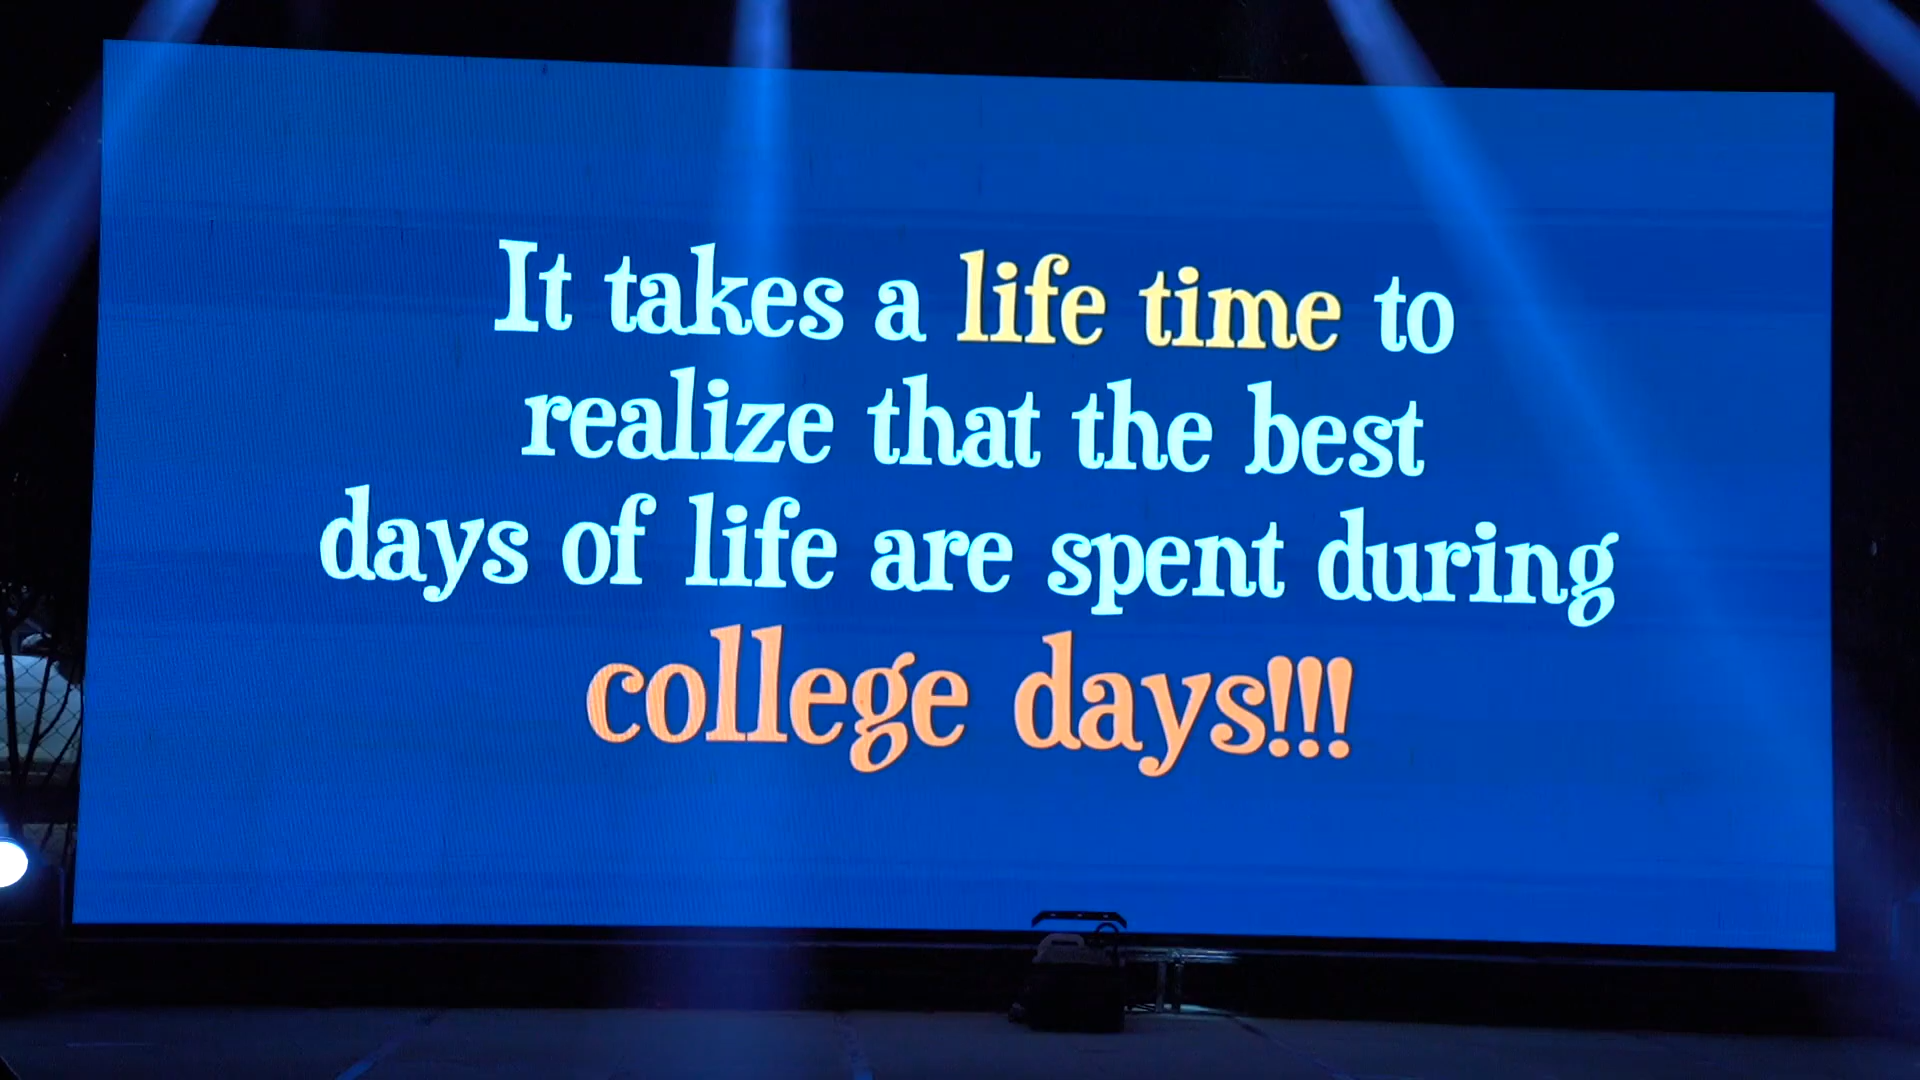 It takes a life time to
realize that the best
days of life are spent during
college days!!!